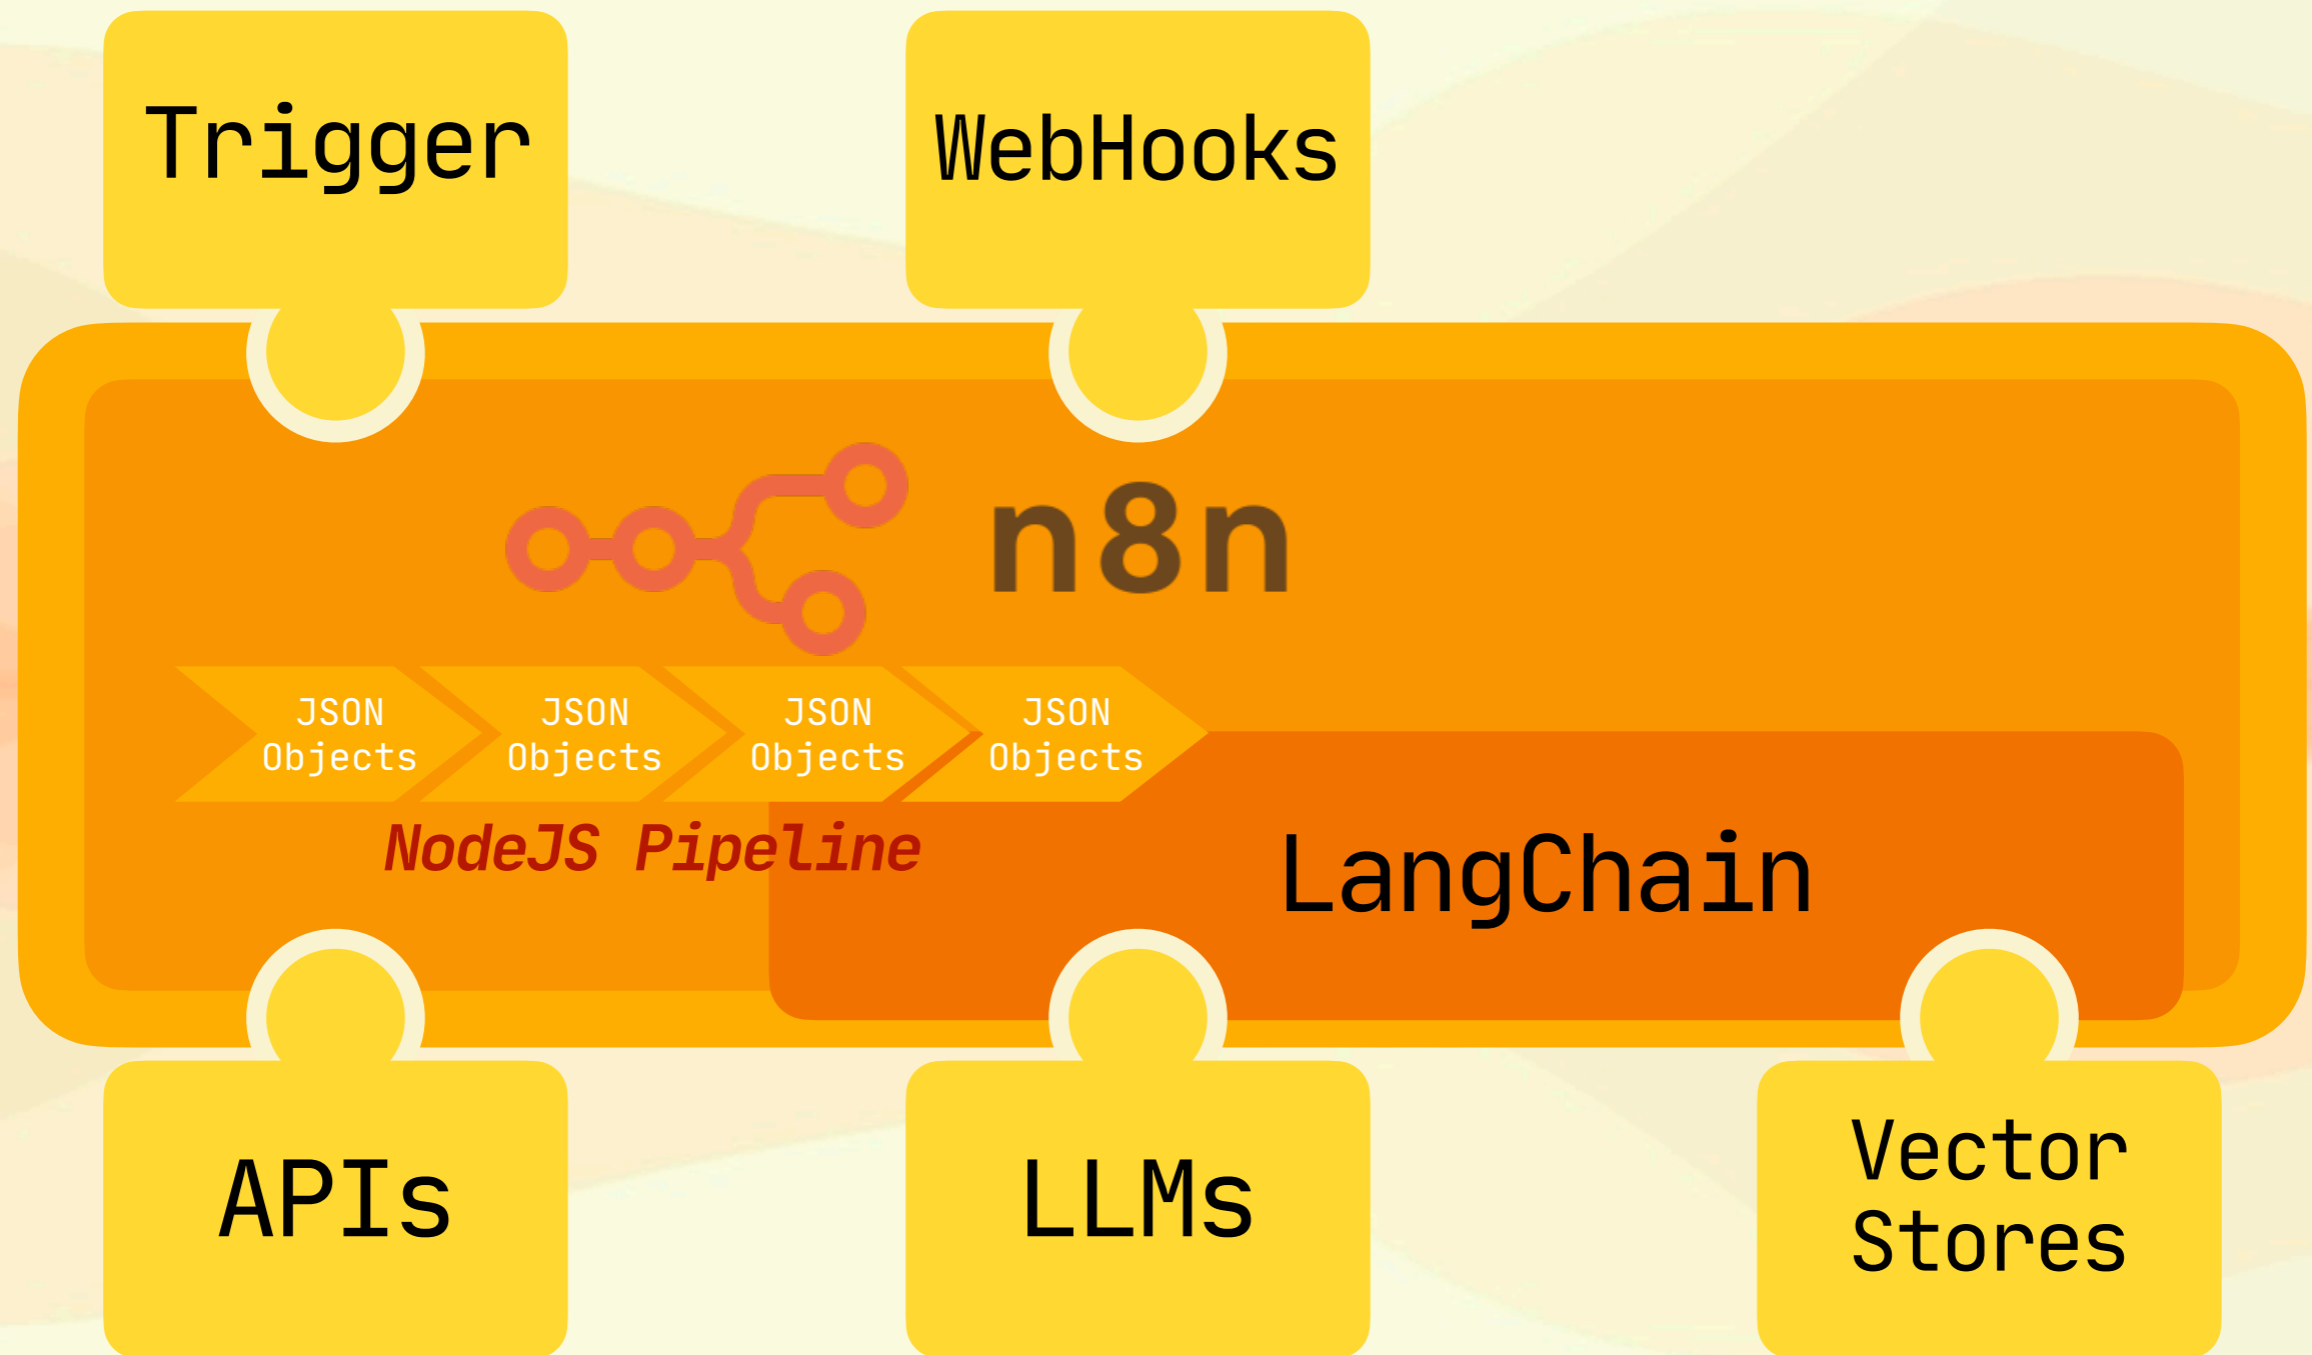 Trigger
WebHooks
n8n
JSON
Objects
JSON
Objects
JSON
Objects
JSON
Objects
NodeJS Pipeline
LangChain
APIs
LLMs
Vector
Stores